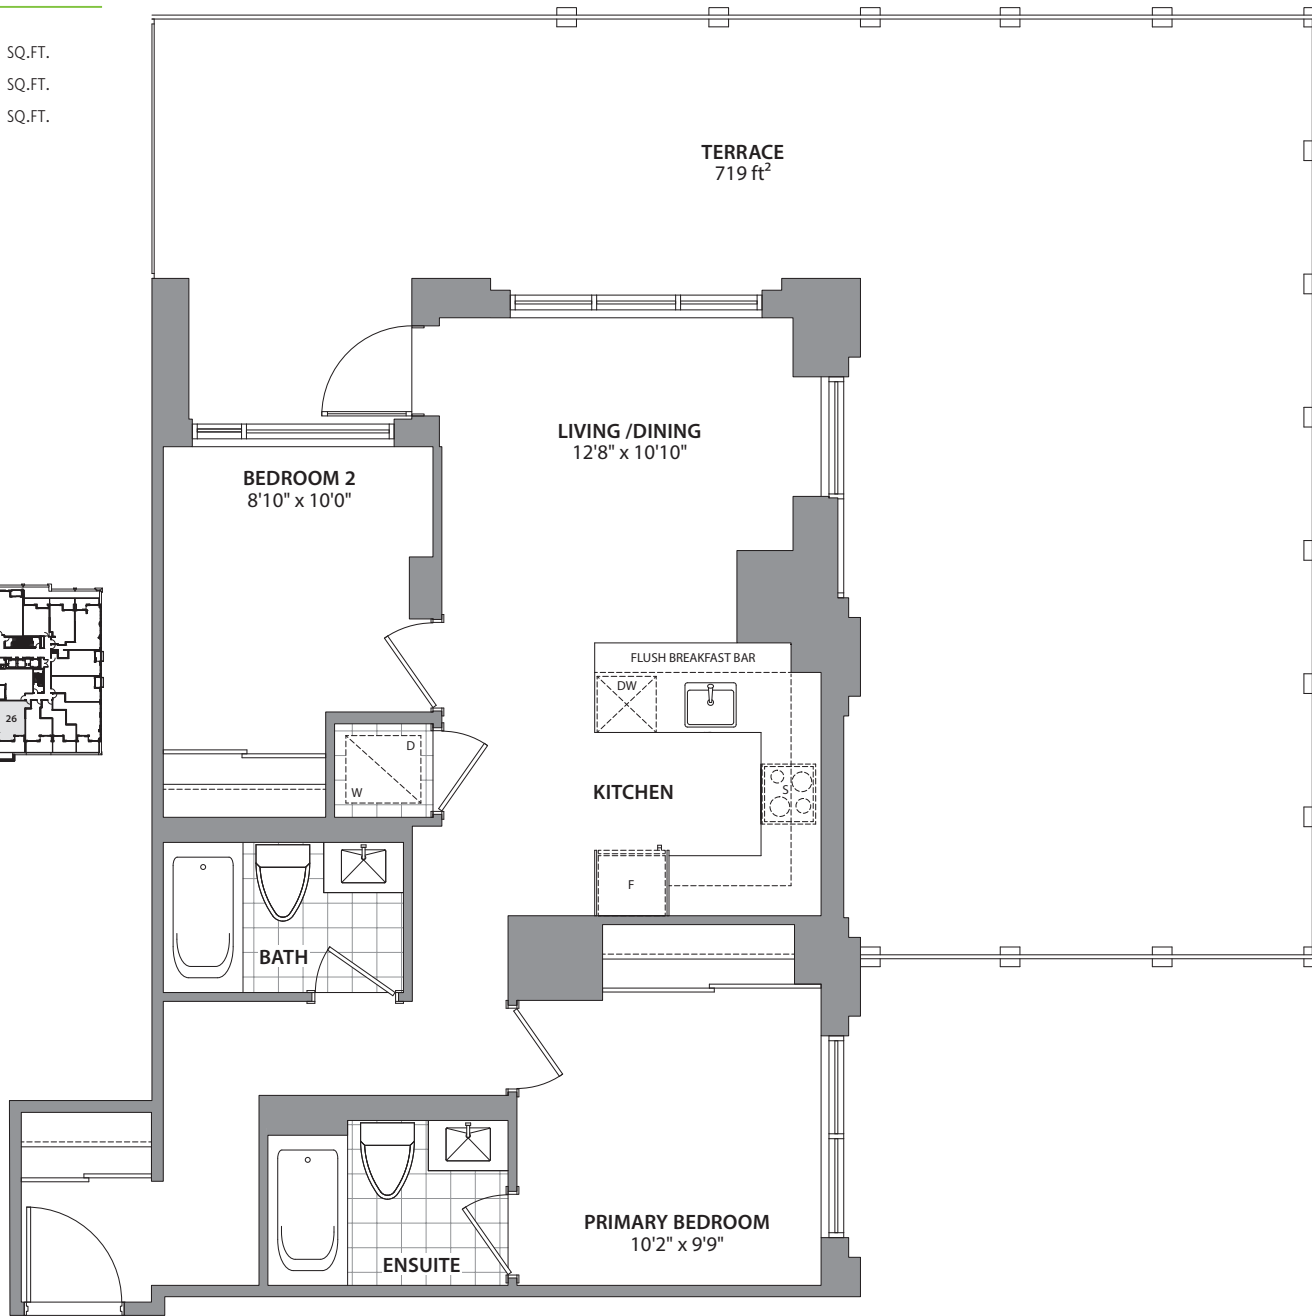 SQ.FT.
SQ.FT.
SQ.FT.
TERRACE
719 ft²
LIVING /DINING
12'8" x 10'10"
BEDROOM 2
8'10" x 10'0"
FLUSH BREAKFAST BAR
DW
26
D
W
KITCHEN
S
F
BATH
PRIMARY BEDROOM
10'2" x 9'9"
ENSUITE